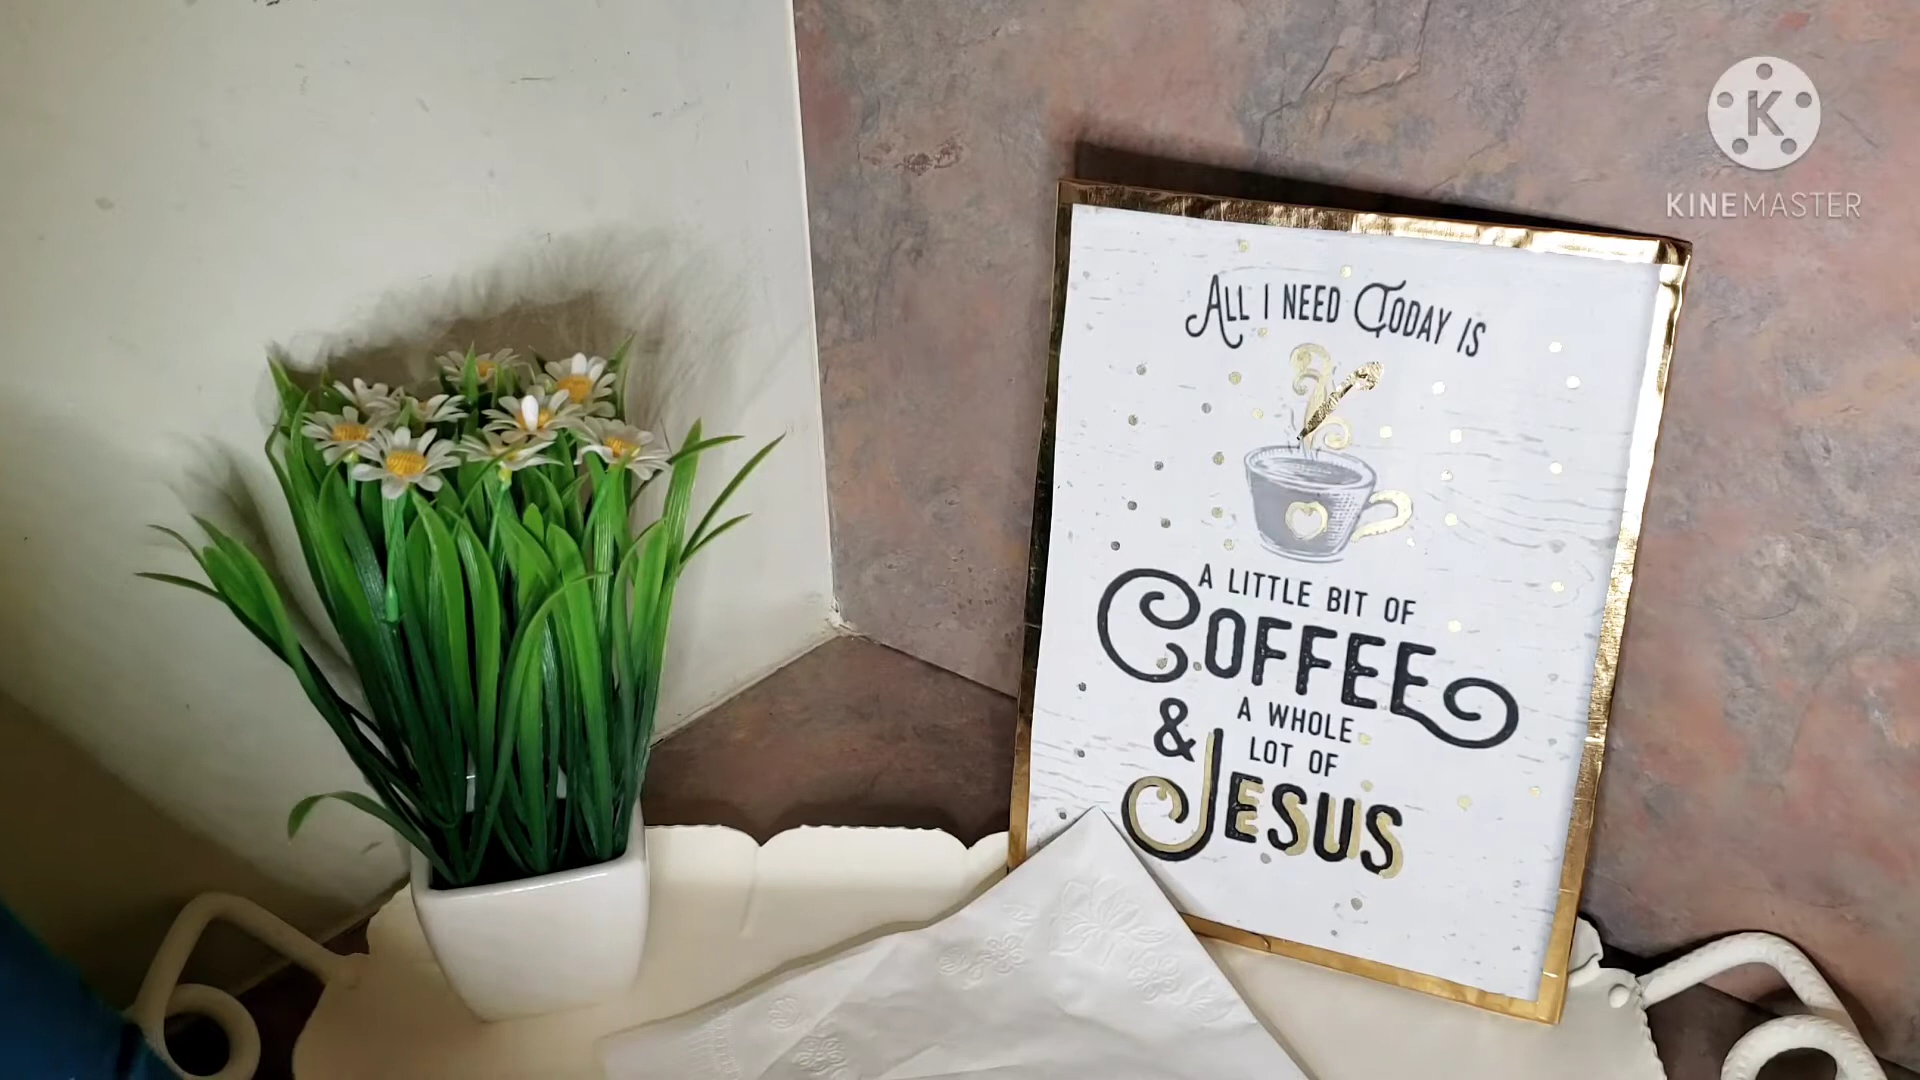 K
KINEMASTER
ALL I NEED TODAY IS
A LITTLE BIT OF
COFFEE
& A WHOLE
LOT OF
JESUS